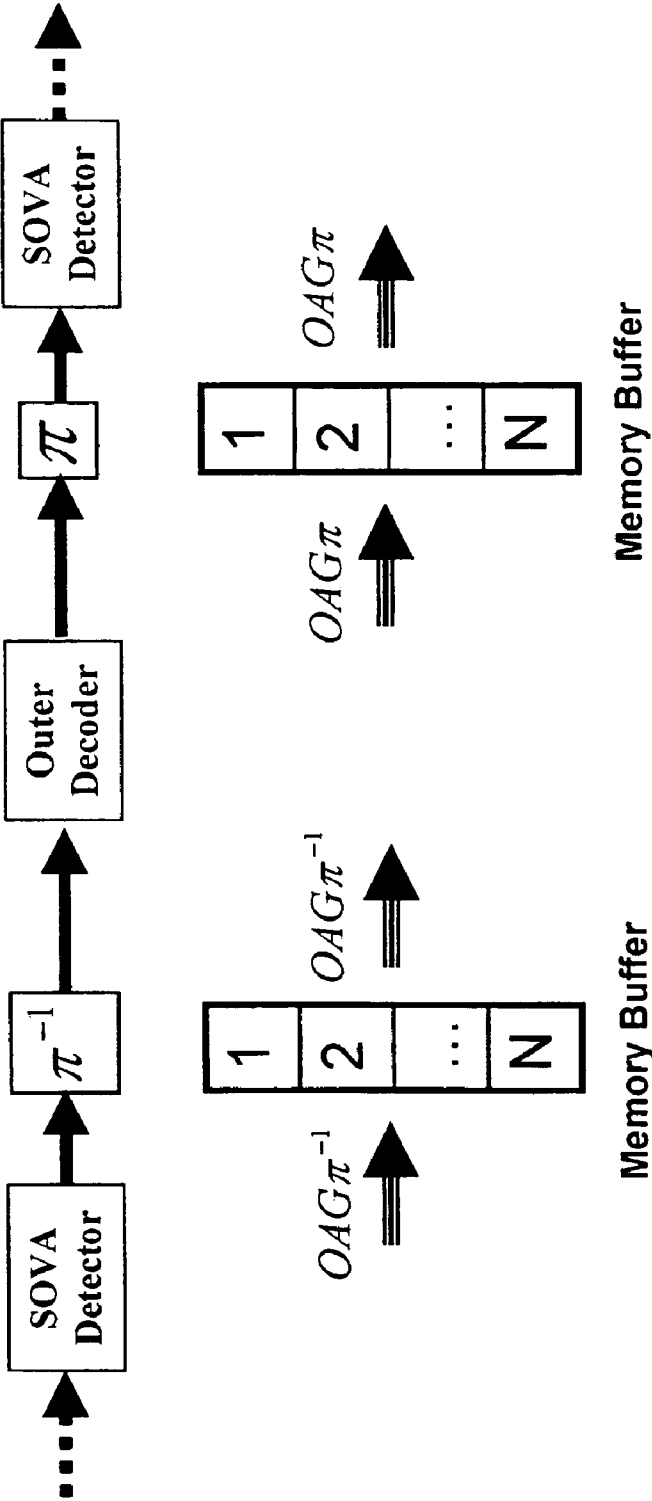 SOVA
Detector
π⁻¹
Outer
Decoder
π
SOVA
Detector
OAGπ⁻¹
1
2
...
N
OAGπ⁻¹
Memory Buffer
OAGπ
1
2
...
N
OAGπ
Memory Buffer